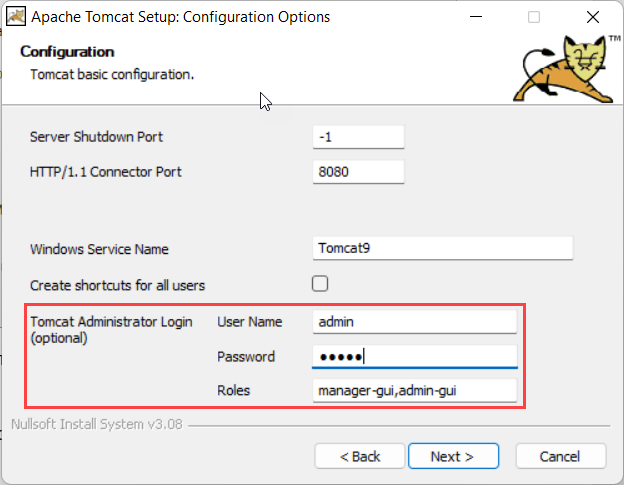 Apache Tomcat Setup: Configuration Options
Configuration
Tomcat basic configuration.
TM
Server Shutdown Port -1
HTTP/1.1 Connector Port 8080
Windows Service Name Tomcat9
Create shortcuts for all users
Tomcat Administrator Login User Name admin
(optional)
Password ●●●●●
Roles manager-gui,admin-gui
Nullsoft Install System v3.08
< Back Next > Cancel